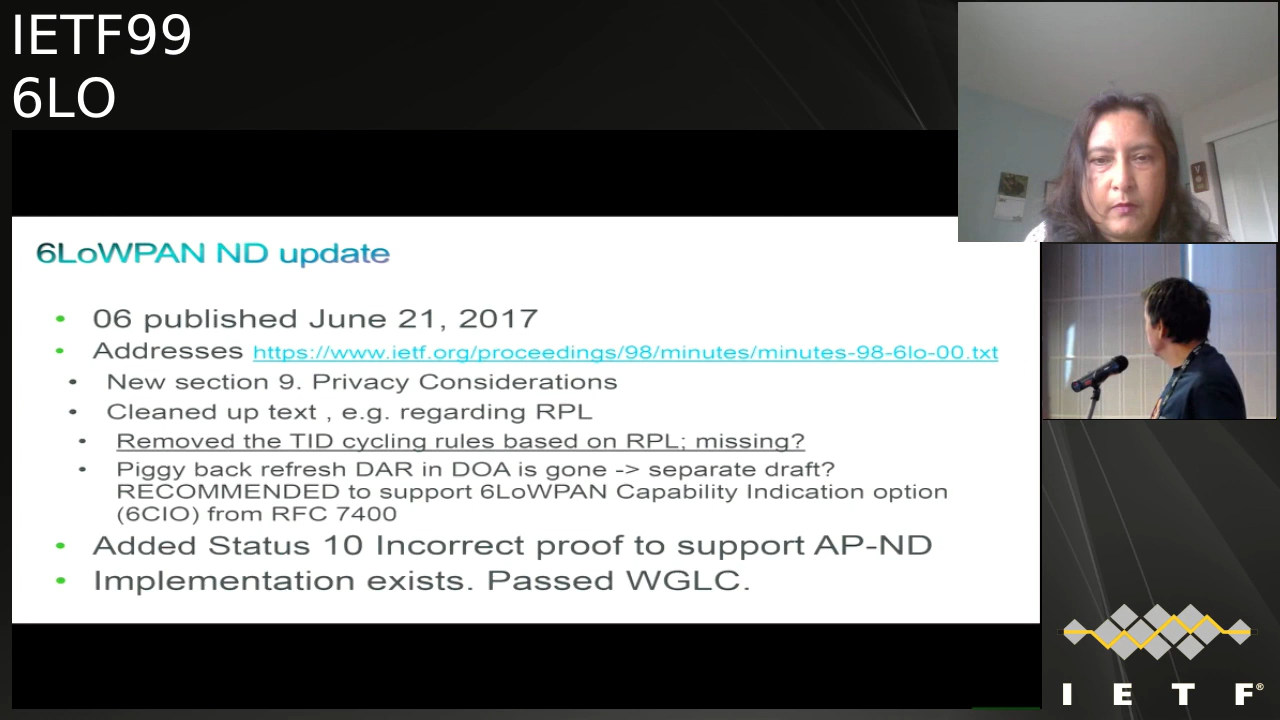 IETF99
6LO
6LoWPAN ND update
• 06 published June 21, 2017
• Addresses https://www.ietf.org/proceedings/98/minutes/minutes-98-6lo-00.txt
• New section 9. Privacy Considerations
• Cleaned up text , e.g. regarding RPL
• Removed the TID cycling rules based on RPL; missing?
• Piggy back refresh DAR in DOA is gone -> separate draft?
RECOMMENDED to support 6LoWPAN Capability Indication option
(6CIO) from RFC 7400
• Added Status 10 Incorrect proof to support AP-ND
• Implementation exists. Passed WGLC.
I E T F®